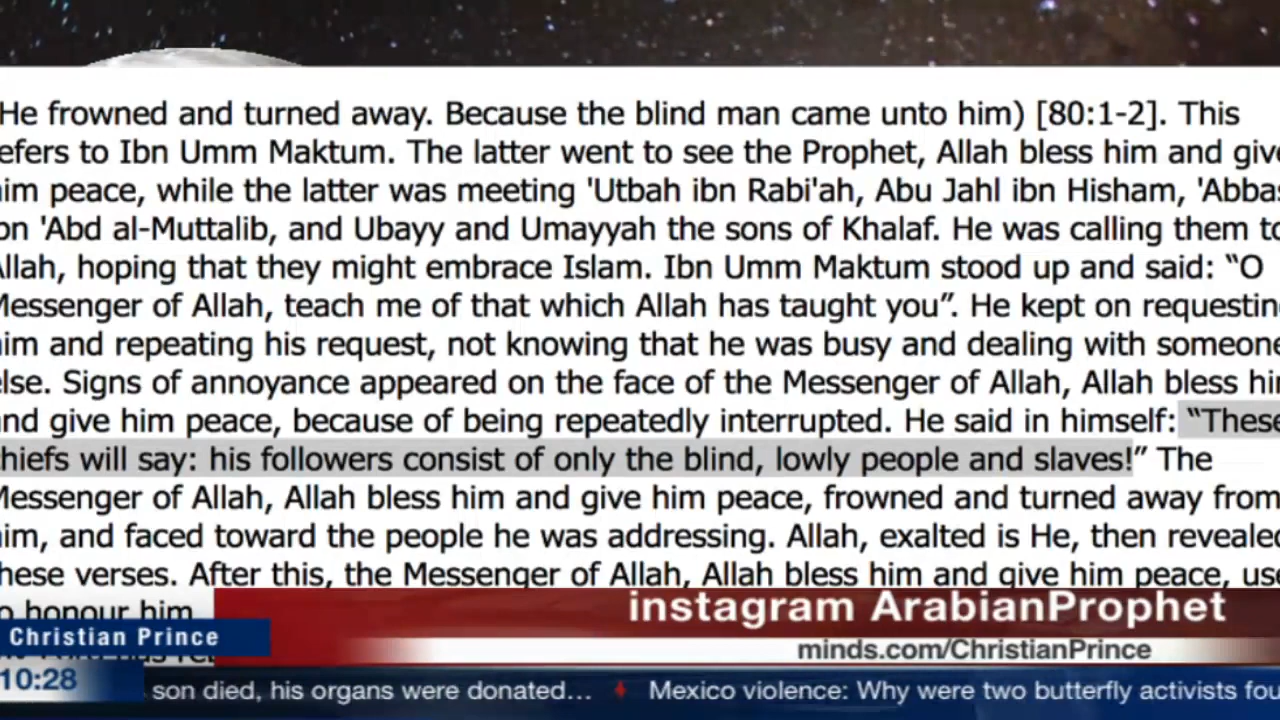 He frowned and turned away. Because the blind man came unto him) [80:1-2]. This
efers to Ibn Umm Maktum. The latter went to see the Prophet, Allah bless him and give
im peace, while the latter was meeting 'Utbah ibn Rabi'ah, Abu Jahl ibn Hisham, 'Abbas
bn 'Abd al-Muttalib, and Ubayy and Umayyah the sons of Khalaf. He was calling them to
Allah, hoping that they might embrace Islam. Ibn Umm Maktum stood up and said: “O
Messenger of Allah, teach me of that which Allah has taught you”. He kept on requesting
him and repeating his request, not knowing that he was busy and dealing with someone
else. Signs of annoyance appeared on the face of the Messenger of Allah, Allah bless him
and give him peace, because of being repeatedly interrupted. He said in himself: “These
chiefs will say: his followers consist of only the blind, lowly people and slaves!” The
Messenger of Allah, Allah bless him and give him peace, frowned and turned away from
him, and faced toward the people he was addressing. Allah, exalted is He, then revealed
these verses. After this, the Messenger of Allah, Allah bless him and give him peace, use
to honour him
instagram ArabianProphet
Christian Prince
minds.com/ChristianPrince
10:28
son died, his organs were donated... Mexico violence: Why were two butterfly activists fou